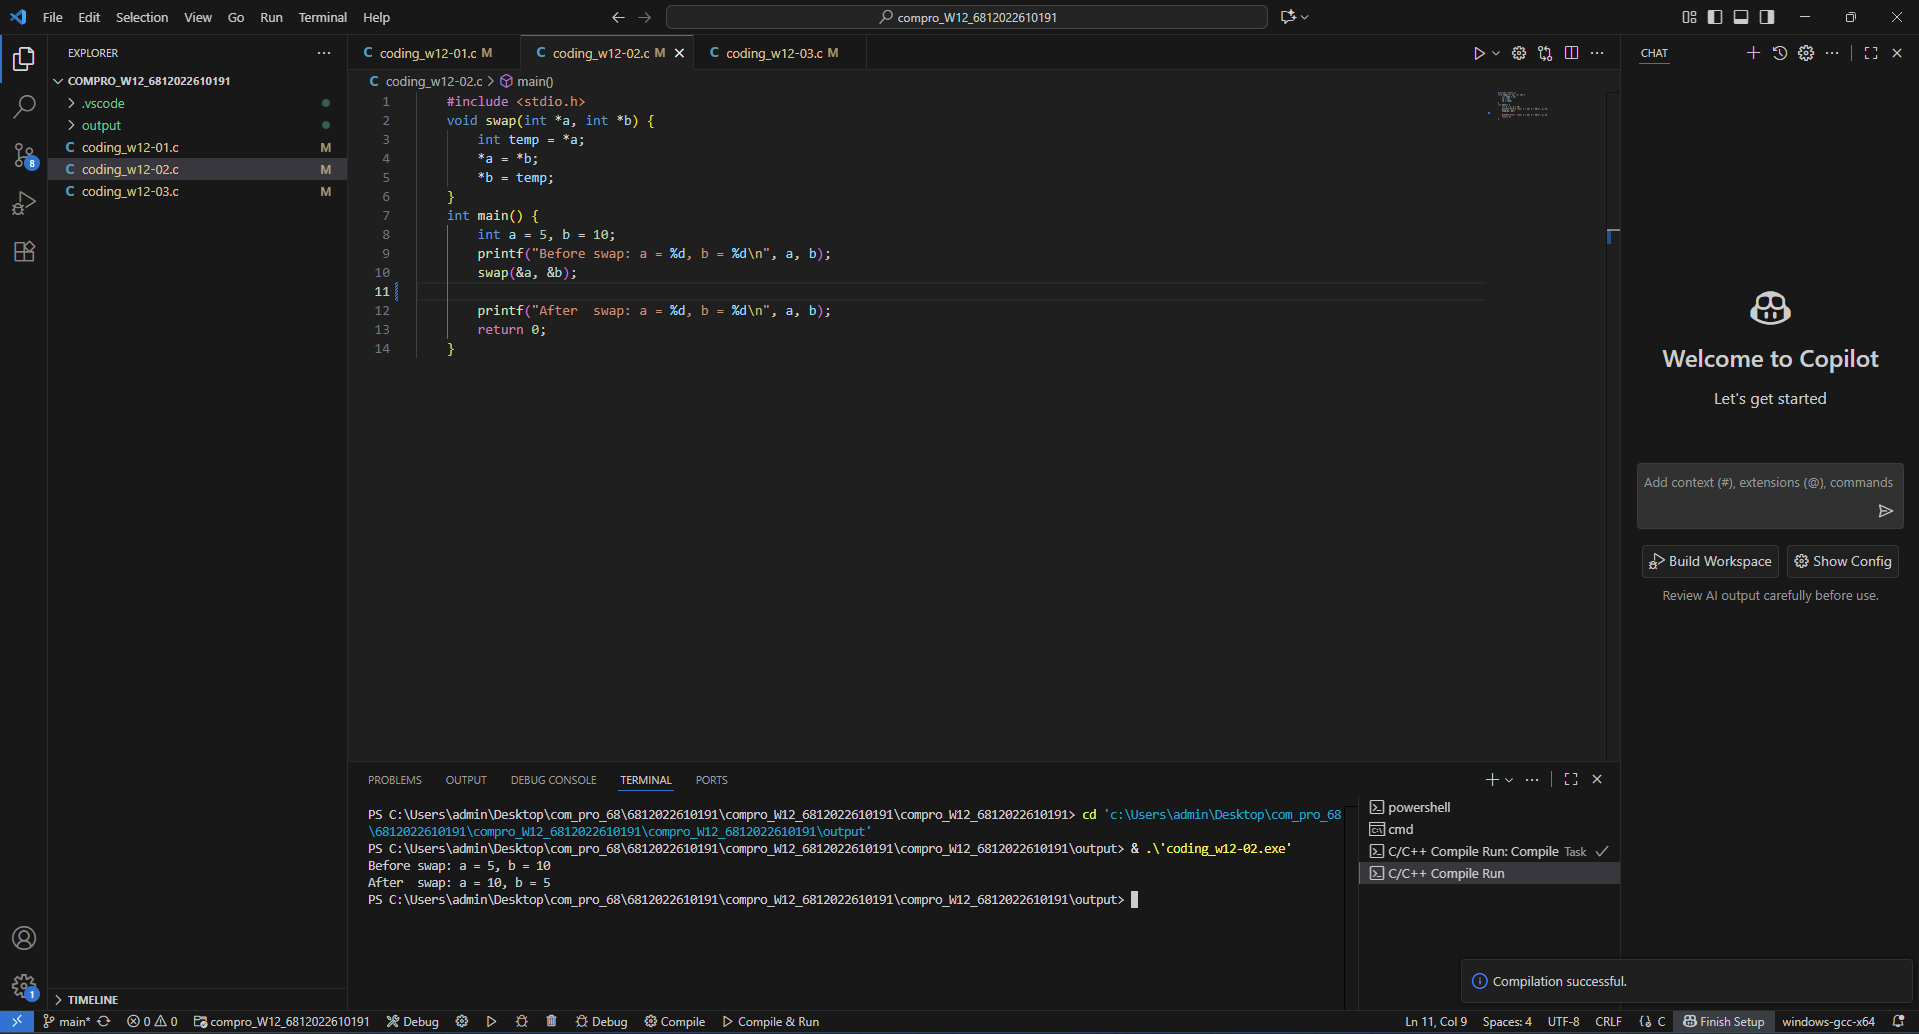 File Edit Selection View Go Run Terminal Help
compro_W12_6812022610191
EXPLORER
COMPRO_W12_6812022610191
.vscode
output
C coding_w12-01.c M
C coding_w12-02.c M
C coding_w12-03.c M
8
1
TIMELINE
C coding_w12-01.c M
C coding_w12-02.c M
C coding_w12-03.c M
C coding_w12-02.c > main()
1 #include <stdio.h>
2 void swap(int *a, int *b) {
3 int temp = *a;
4 *a = *b;
5 *b = temp;
6 }
7 int main() {
8 int a = 5, b = 10;
9 printf("Before swap: a = %d, b = %d\n", a, b);
10 swap(&a, &b);
11
12 printf("After  swap: a = %d, b = %d\n", a, b);
13 return 0;
14 }
PROBLEMS OUTPUT DEBUG CONSOLE TERMINAL PORTS
PS C:\Users\admin\Desktop\com_pro_68\6812022610191\compro_W12_6812022610191\compro_W12_6812022610191> cd 'c:\Users\admin\Desktop\com_pro_68
\6812022610191\compro_W12_6812022610191\compro_W12_6812022610191\output'
PS C:\Users\admin\Desktop\com_pro_68\6812022610191\compro_W12_6812022610191\compro_W12_6812022610191\output> & .\'coding_w12-02.exe'
Before swap: a = 5, b = 10
After  swap: a = 10, b = 5
PS C:\Users\admin\Desktop\com_pro_68\6812022610191\compro_W12_6812022610191\compro_W12_6812022610191\output>
powershell
cmd
C/C++ Compile Run: Compile Task
C/C++ Compile Run
CHAT
Welcome to Copilot
Let's get started
Add context (#), extensions (@), commands
Build Workspace Show Config
Review AI output carefully before use.
Compilation successful.
main* 0 0 compro_W12_6812022610191 Debug Debug Compile Compile & Run Ln 11, Col 9 Spaces: 4 UTF-8 CRLF {} C Finish Setup windows-gcc-x64